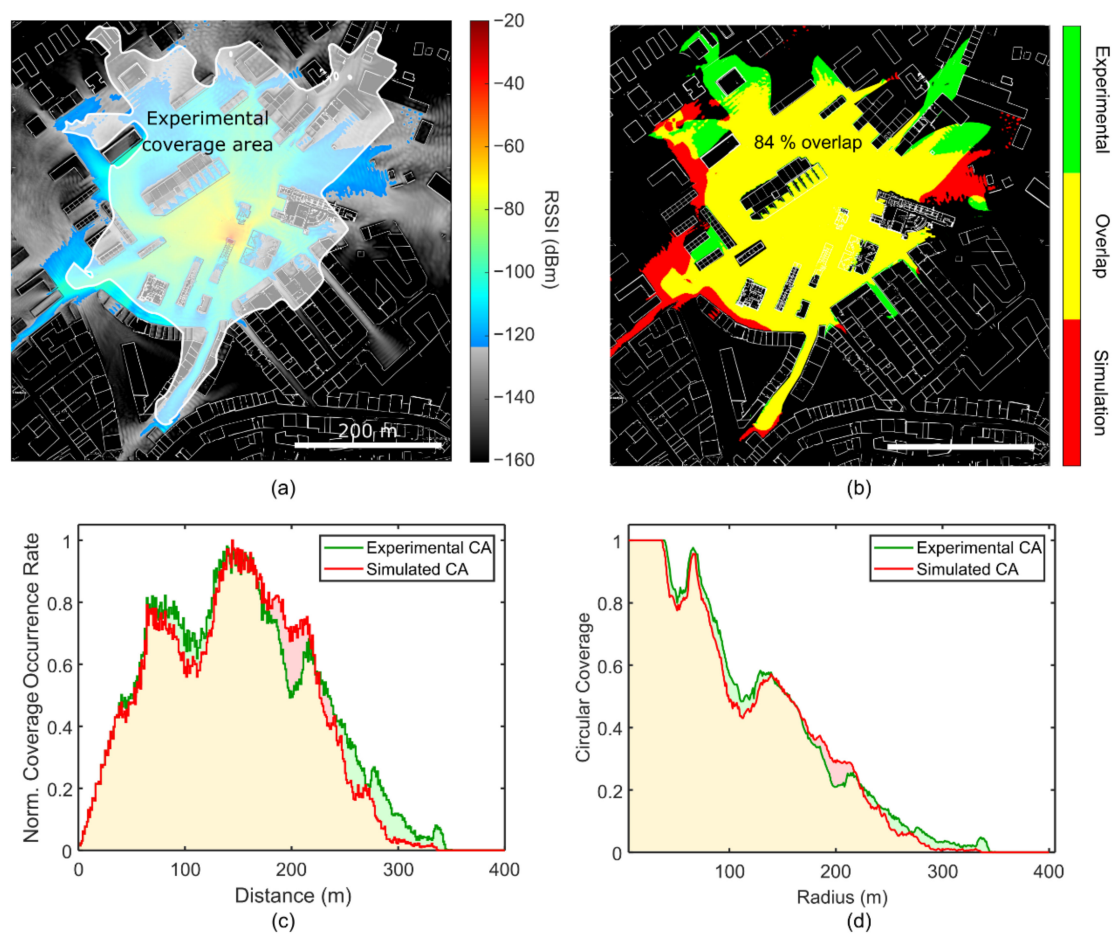 Experimental
coverage area
200 m
−20
−40
−60
−80
−100
−120
−140
−160
RSSI (dBm)
(a)
84 % overlap
Experimental
Overlap
Simulation
(b)
Norm. Coverage Occurrence Rate
1
0.8
0.6
0.4
0.2
0
0
100
200
300
400
Distance (m)
Experimental CA
Simulated CA
(c)
Circular Coverage
1
0.8
0.6
0.4
0.2
0
100
200
300
400
Radius (m)
Experimental CA
Simulated CA
(d)